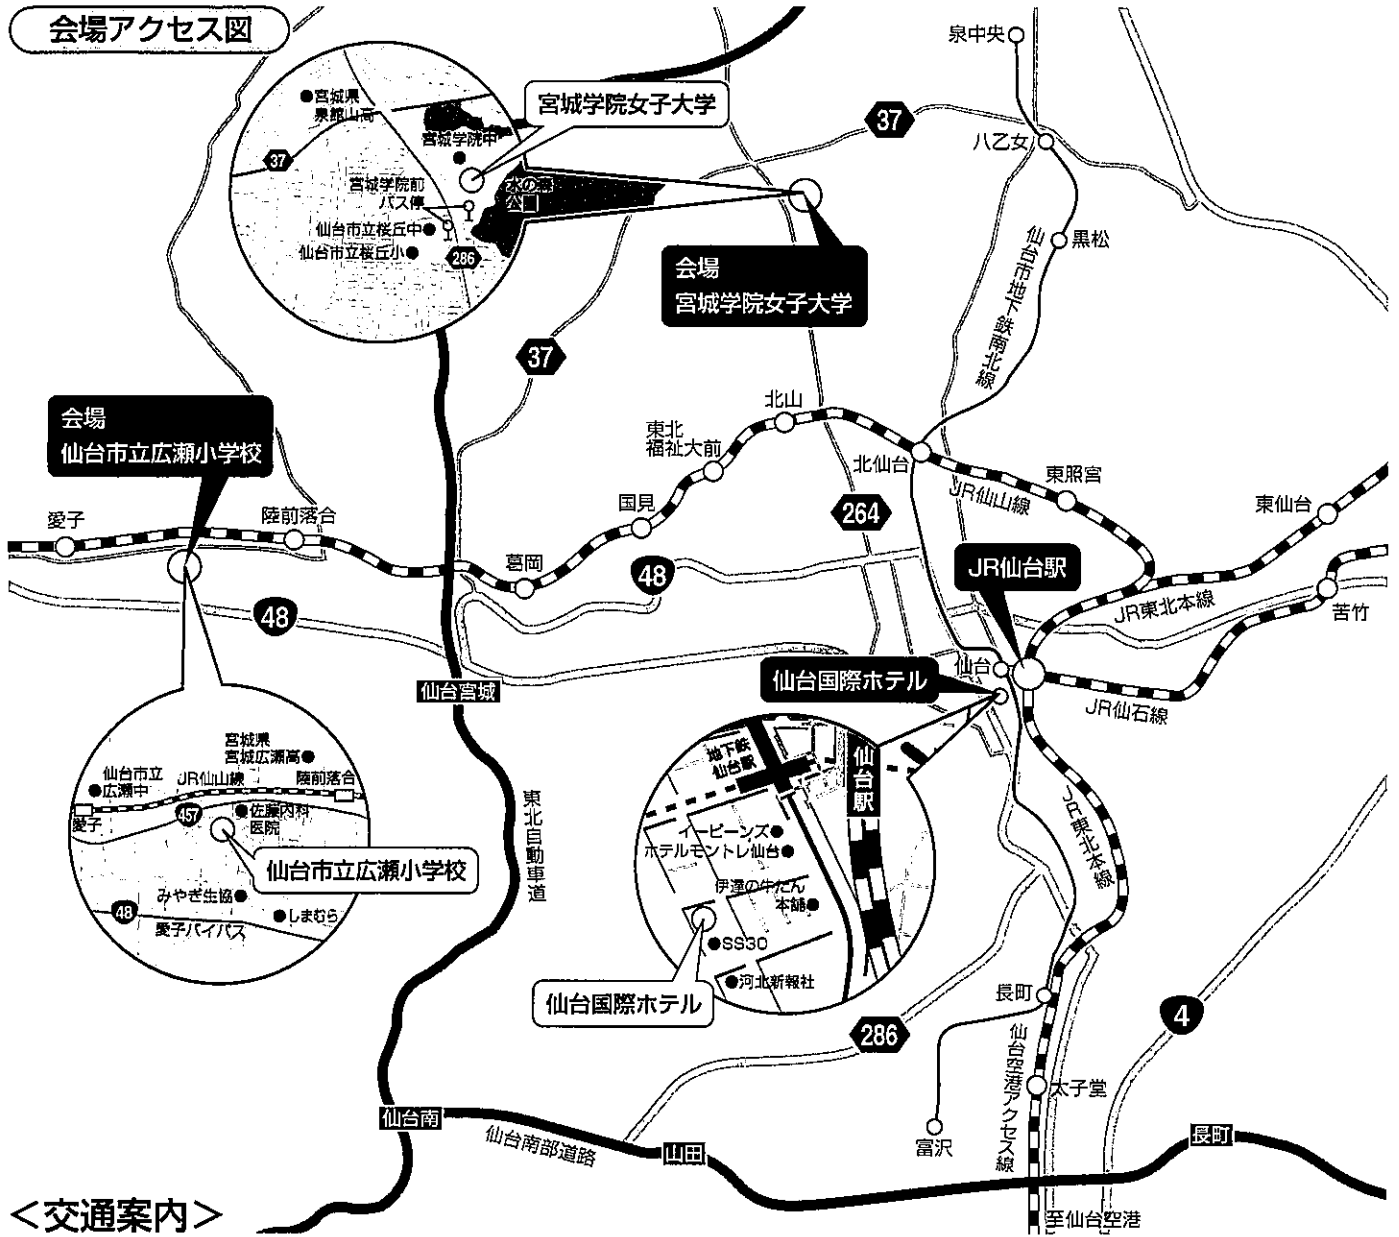 会場アクセス図
泉中央
宮城県
泉館山高
宮城学院女子大学
宮城学院中
37
八乙女
37
宮城学院前
バス停
水の森
公園
仙台市立桜丘中
仙台市立桜丘小
286
黒松
仙台市地下鉄南北線
会場
宮城学院女子大学
37
会場
仙台市立広瀬小学校
北山
東北
福祉大前
北仙台
JR仙山線
東照宮
東仙台
愛子
陸前落合
国見
264
葛岡
48
JR仙台駅
48
JR東北本線
苦竹
仙台
仙台国際ホテル
仙台宮城
JR仙石線
宮城県
宮城広瀬高
仙台市立
広瀬中
JR仙山線
陸前落合
愛子
457
佐藤内科
医院
仙台市立広瀬小学校
みやぎ生協
48
しまむら
愛子バイパス
東北自動車道
地下鉄
仙台駅
仙台駅
イービーンズ
ホテルモントレ仙台
伊達の牛たん
本舗
SS30
河北新報社
仙台国際ホテル
JR東北本線
長町
286
4
仙台空港アクセス線
太子堂
仙台南
仙台南部道路
山田
富沢
長町
至仙台空港
＜交通案内＞